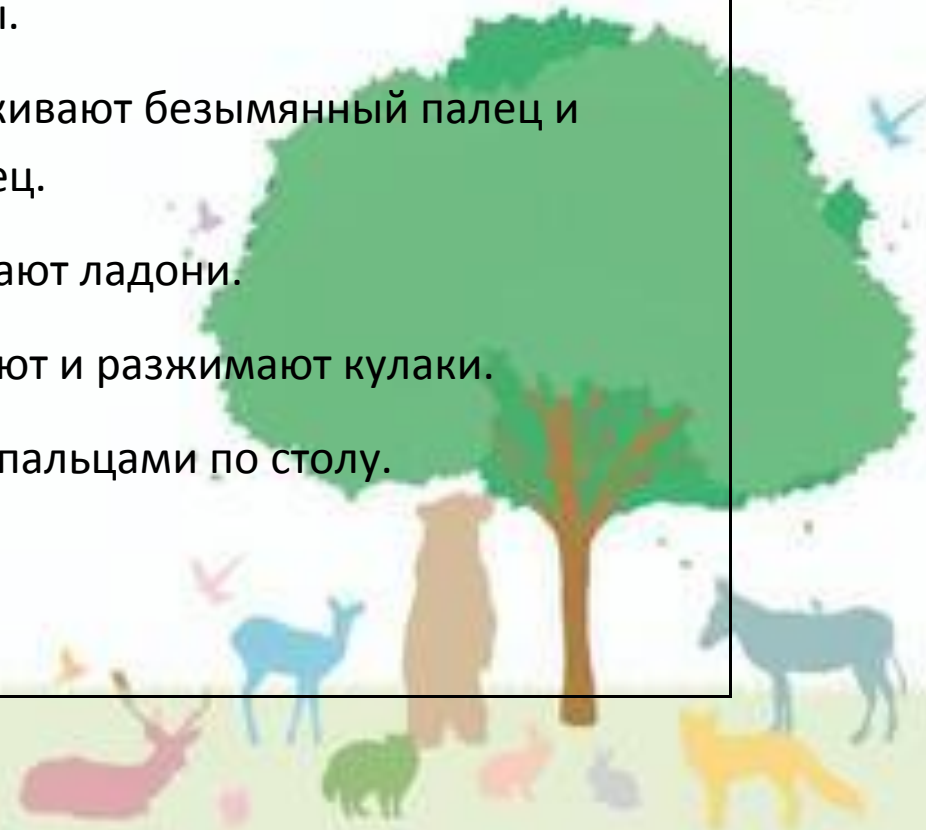 ы.
живают безымянный палец и
ец.
ают ладони.
ют и разжимают кулаки.
пальцами по столу.